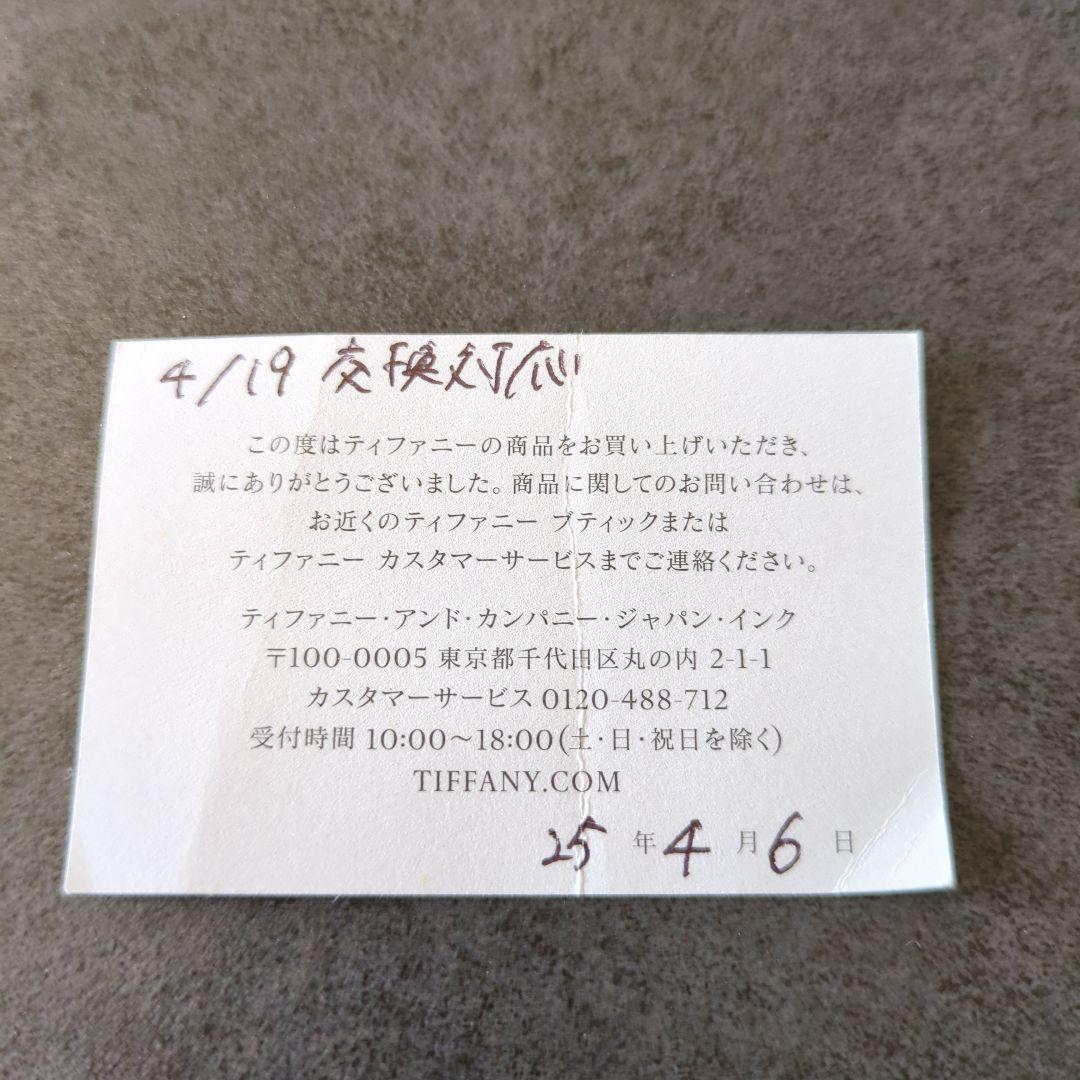 4/19 交換対応
この度はティファニーの商品をお買い上げいただき、
誠にありがとうございました。商品に関してのお問い合わせは、
お近くのティファニー ブティックまたは
ティファニー カスタマーサービスまでご連絡ください。
ティファニー・アンド・カンパニー・ジャパン・インク
〒100-0005 東京都千代田区丸の内 2-1-1
カスタマーサービス 0120-488-712
受付時間 10:00〜18:00(土・日・祝日を除く)
TIFFANY.COM
25 年 4 月 6 日